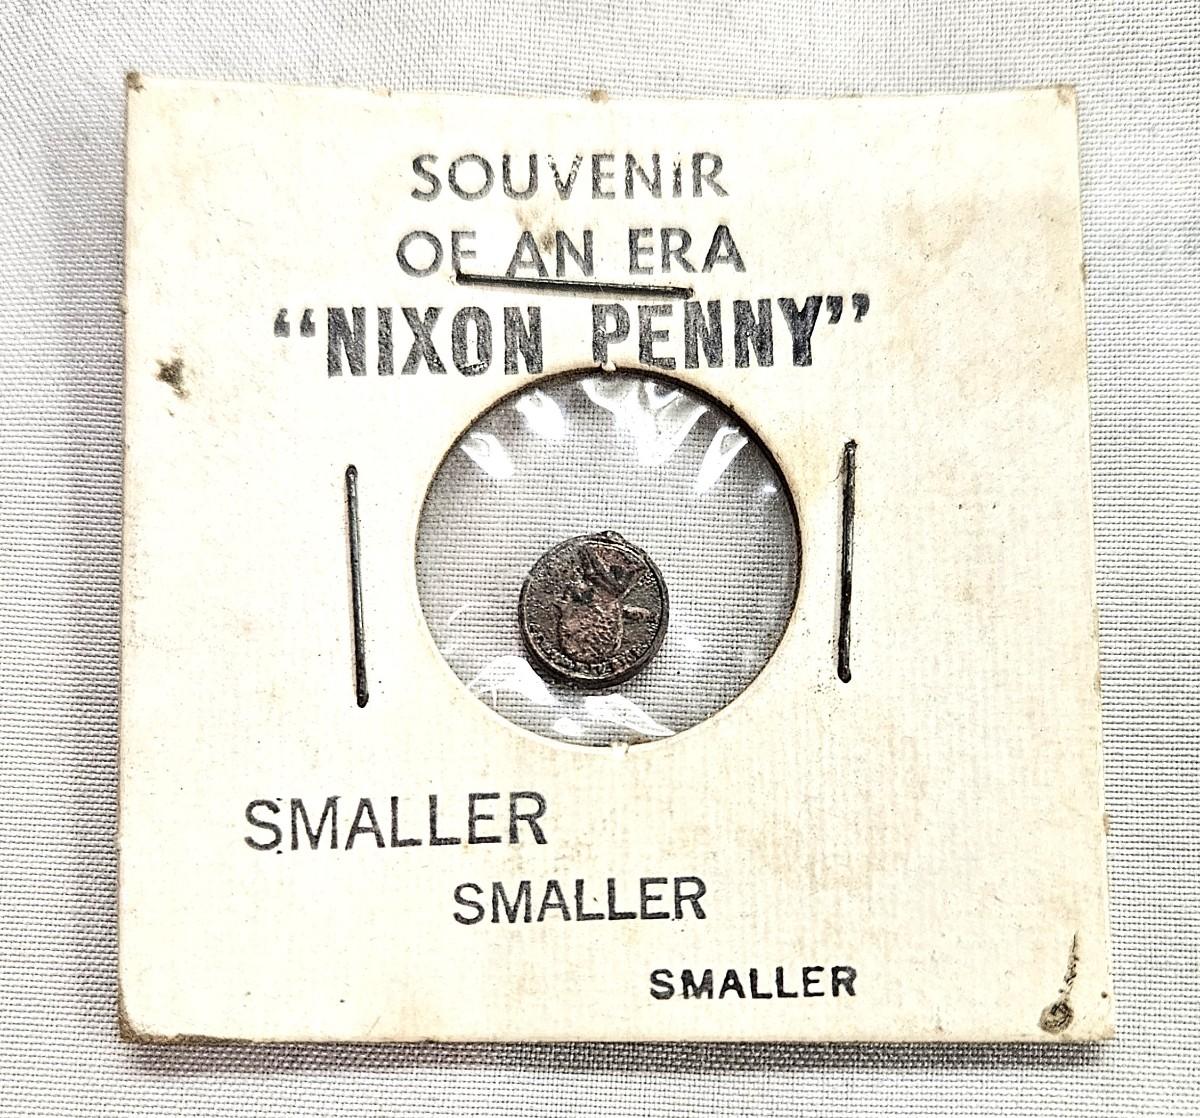 SOUVENIR
OF AN ERA
“NIXON PENNY”
SMALLER
SMALLER
SMALLER